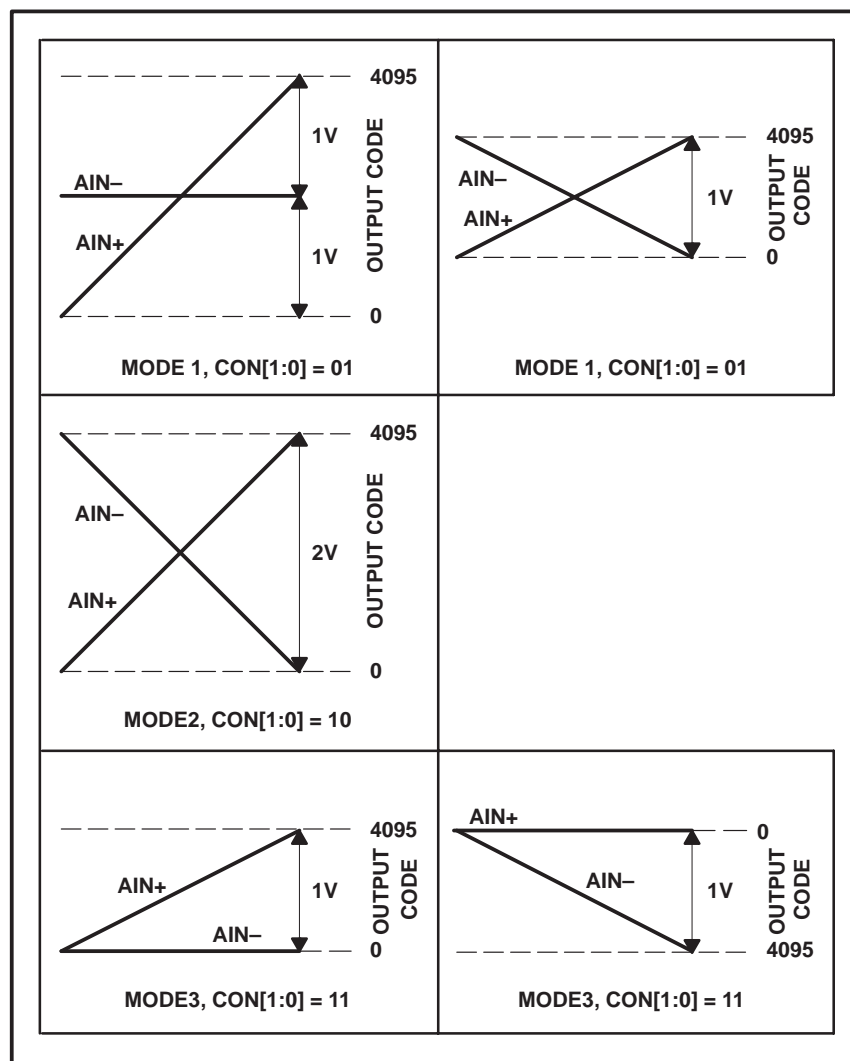 4095
1V
AIN–
AIN+
1V
OUTPUT CODE
0
MODE 1, CON[1:0] = 01
4095
AIN–
AIN+
1V
OUTPUT
CODE
0
MODE 1, CON[1:0] = 01
4095
AIN–
2V
AIN+
OUTPUT CODE
0
MODE2, CON[1:0] = 10
4095
AIN+
1V
AIN–
OUTPUT
CODE
0
MODE3, CON[1:0] = 11
AIN+
0
AIN–
1V
OUTPUT
CODE
4095
MODE3, CON[1:0] = 11